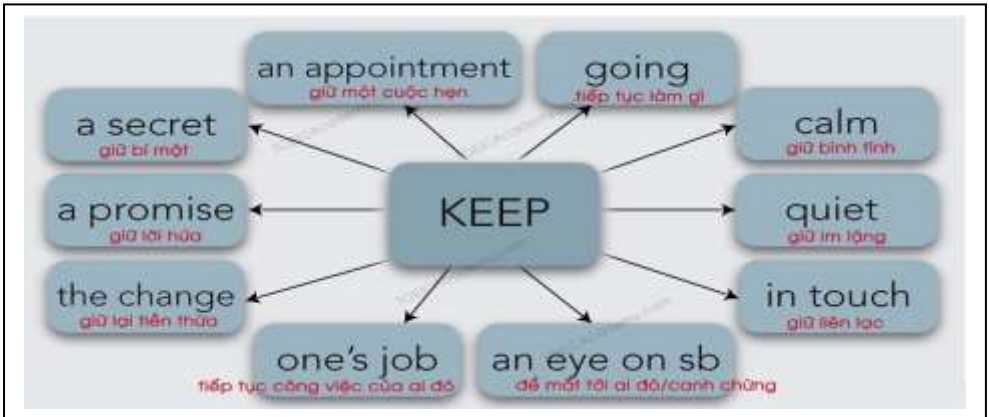 an appointment
giữ một cuộc hẹn
going
tiếp tục làm gì
a secret
giữ bí mật
calm
giữ bình tĩnh
a promise
giữ lời hứa
KEEP
quiet
giữ im lặng
the change
giữ lại tiền thừa
in touch
giữ liên lạc
one's job
tiếp tục công việc của ai đó
an eye on sb
để mắt tới ai đó/canh chừng